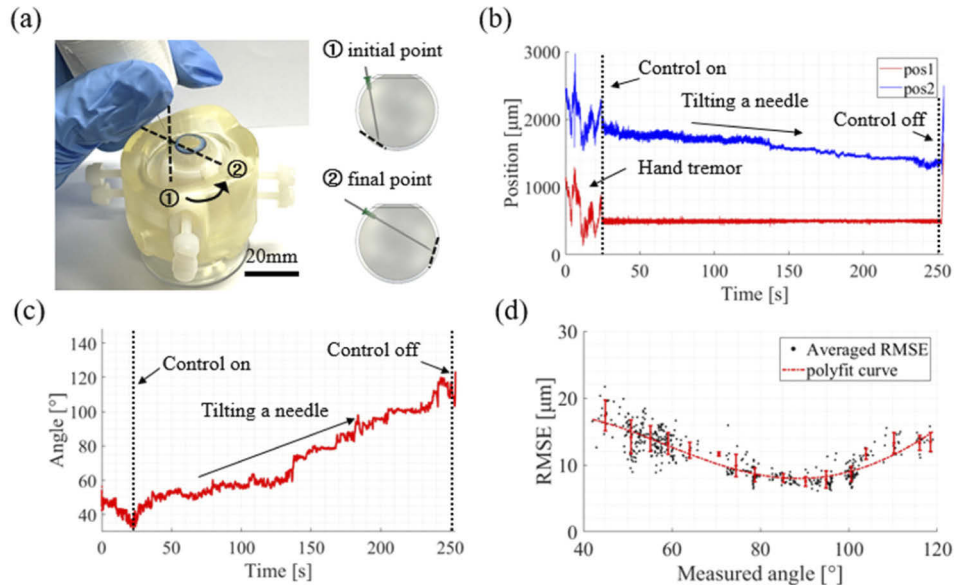 (a)
① initial point
② final point
①
②
20mm
(b)
3000
2000
1000
0
Position [μm]
Control on
Tilting a needle
Control off
Hand tremor
pos1
pos2
0
50
100
150
200
250
Time [s]
(c)
140
120
100
80
60
40
Angle [°]
Control on
Control off
Tilting a needle
0
50
100
150
200
250
Time [s]
(d)
30
20
10
0
RMSE [μm]
Averaged RMSE
polyfit curve
40
60
80
100
120
Measured angle [°]